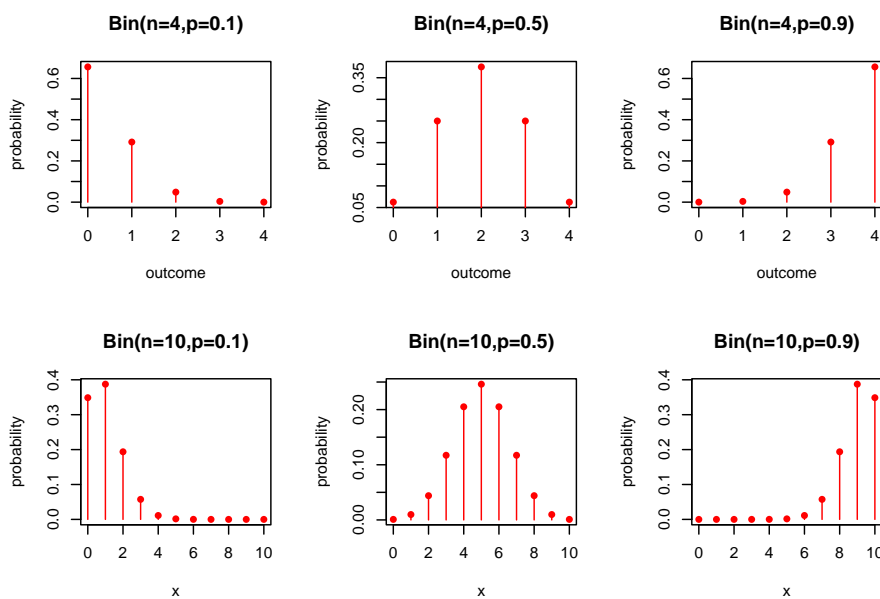 Bin(n=4,p=0.1)
probability
0.0 0.2 0.4 0.6
0 1 2 3 4
outcome
Bin(n=4,p=0.5)
probability
0.05 0.20 0.35
0 1 2 3 4
outcome
Bin(n=4,p=0.9)
probability
0.0 0.2 0.4 0.6
0 1 2 3 4
outcome
Bin(n=10,p=0.1)
probability
0.0 0.1 0.2 0.3 0.4
0 2 4 6 8 10
x
Bin(n=10,p=0.5)
probability
0.00 0.10 0.20
0 2 4 6 8 10
x
Bin(n=10,p=0.9)
probability
0.0 0.1 0.2 0.3 0.4
0 2 4 6 8 10
x